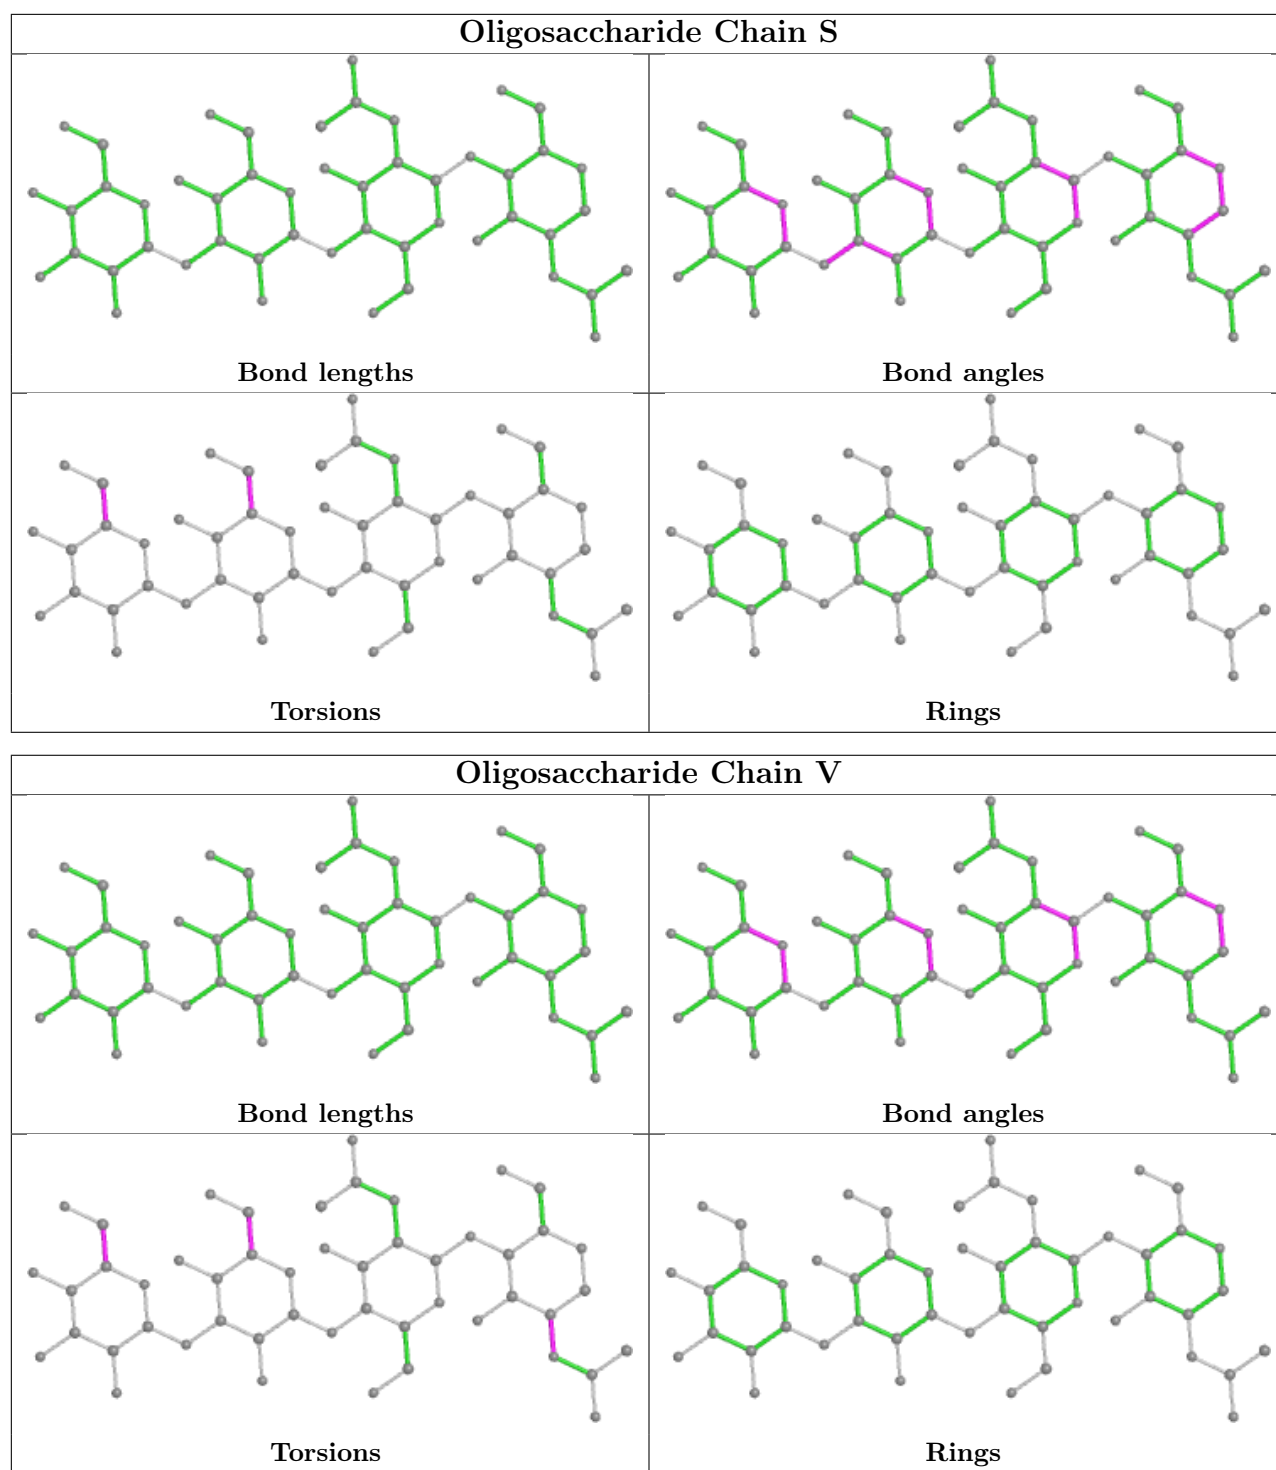 Oligosaccharide Chain S
Bond lengths
Bond angles
Torsions
Rings
Oligosaccharide Chain V
Bond lengths
Bond angles
Torsions
Rings